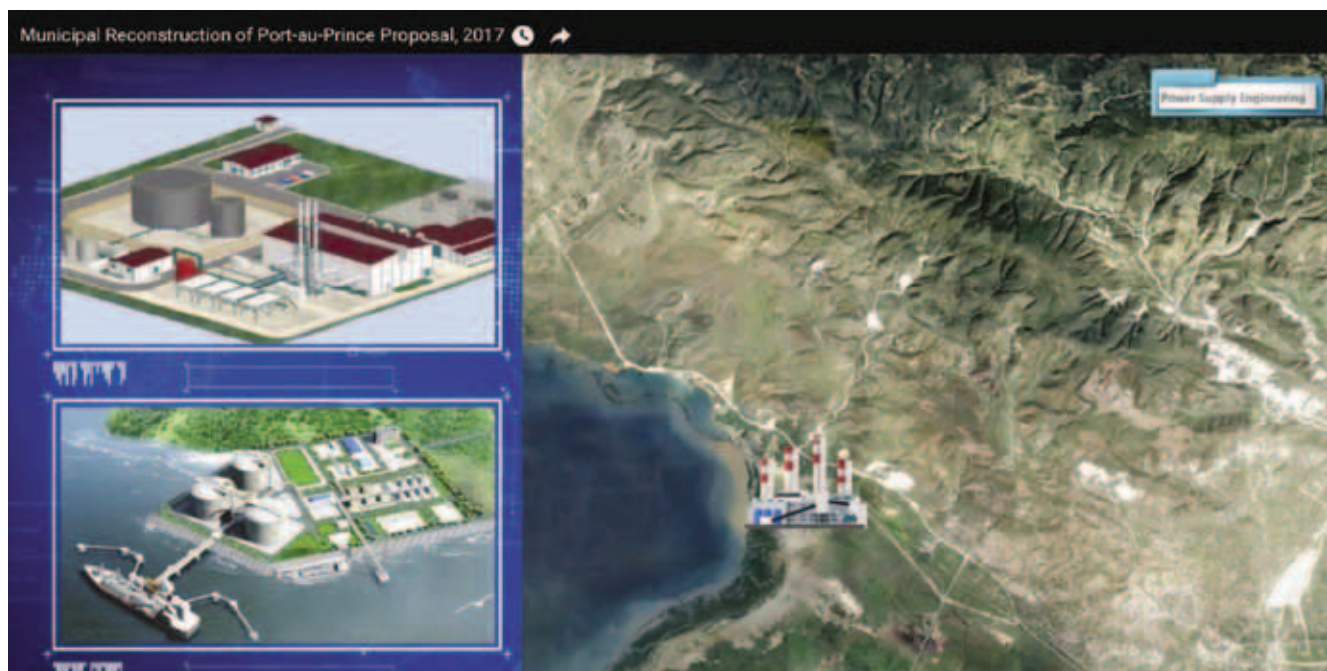 Municipal Reconstruction of Port-au-Prince Proposal, 2017
Power Supply Engineering